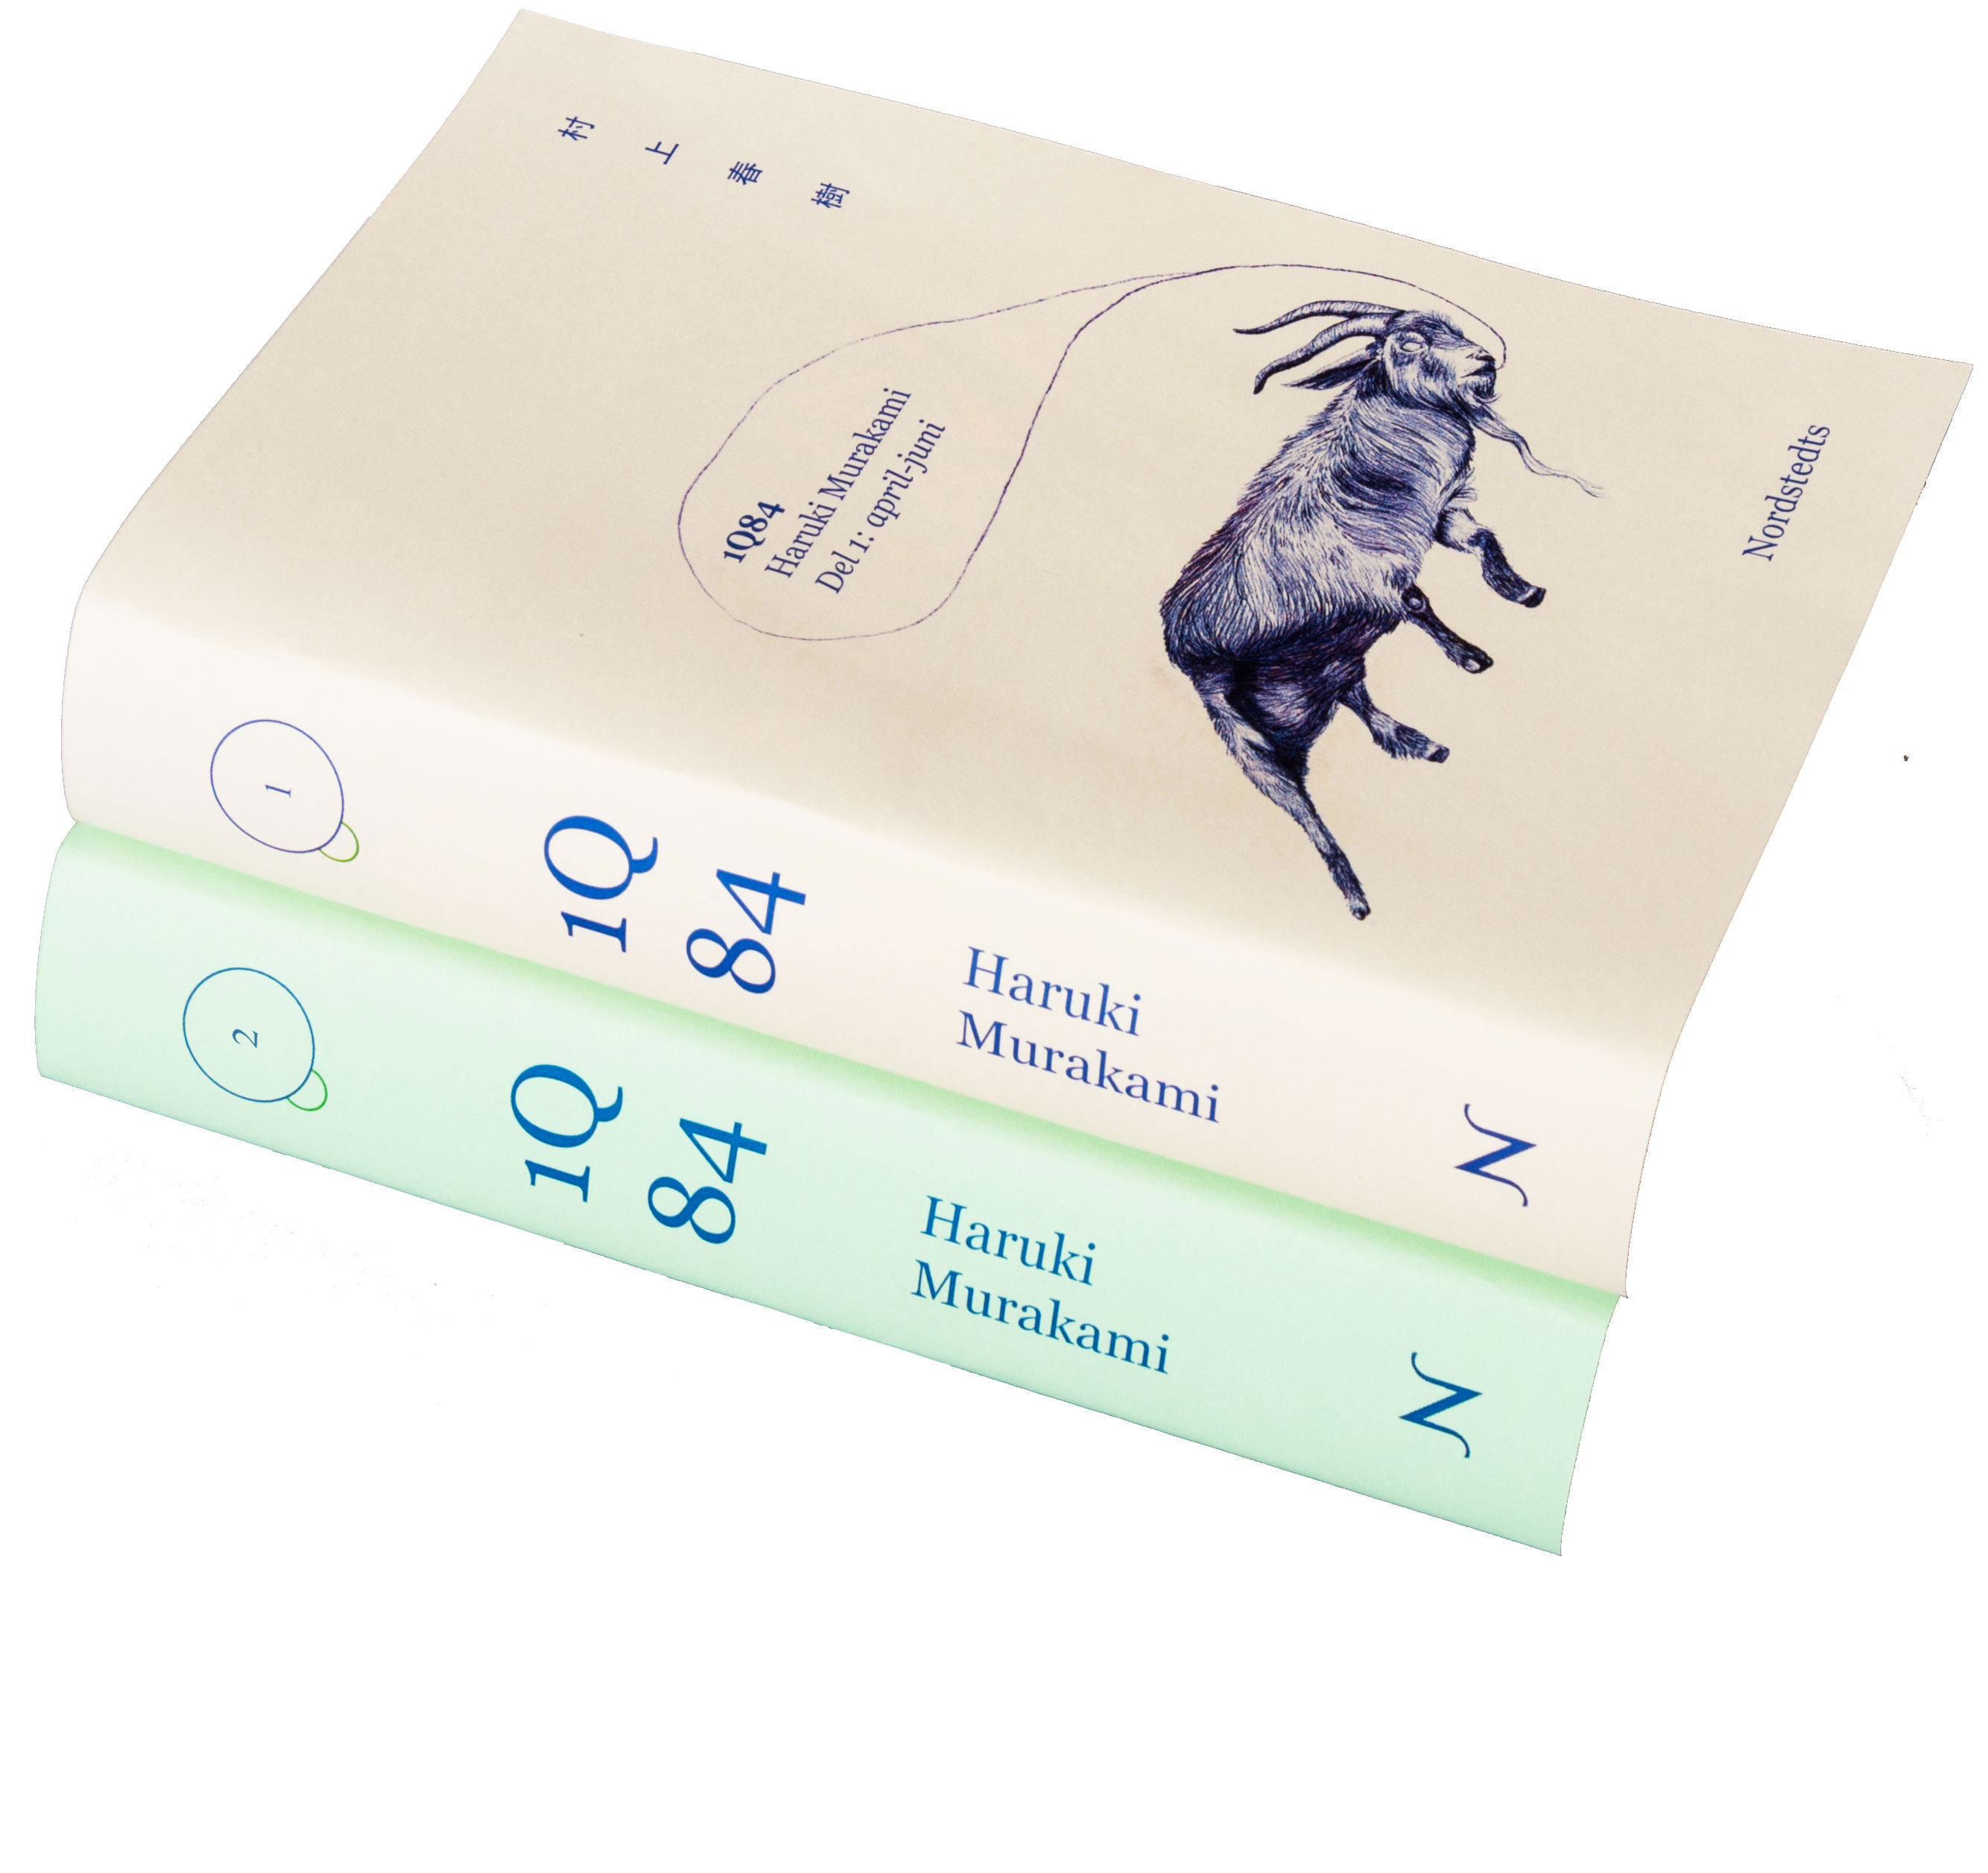 村上春樹
1Q84
Haruki Murakami
Del 1: april-juni
Nordstedts
1
1Q
84
Haruki
Murakami
N
2
1Q
84
Haruki
Murakami
N